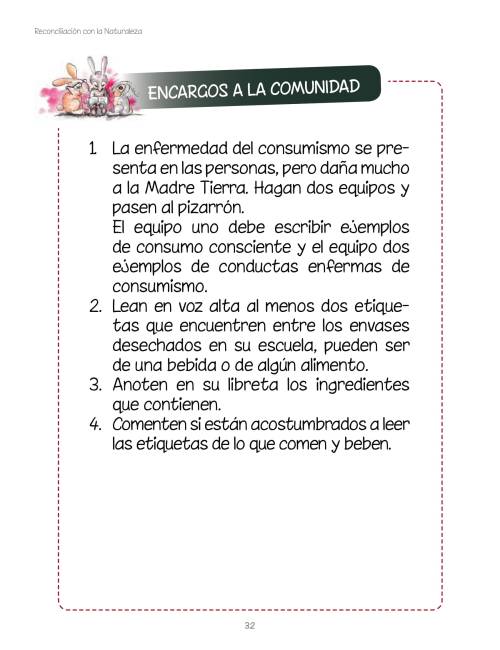 Reconciliación con la Naturaleza
ENCARGOS A LA COMUNIDAD
1. La enfermedad del consumismo se pre-
senta en las personas, pero daña mucho
a la Madre Tierra. Hagan dos equipos y
pasen al pizarrón.
El equipo uno debe escribir ejemplos
de consumo consciente y el equipo dos
ejemplos de conductas enfermas de
consumismo.
2. Lean en voz alta al menos dos etique-
tas que encuentren entre los envases
desechados en su escuela, pueden ser
de una bebida o de algún alimento.
3. Anoten en su libreta los ingredientes
que contienen.
4. Comenten si están acostumbrados a leer
las etiquetas de lo que comen y beben.
32